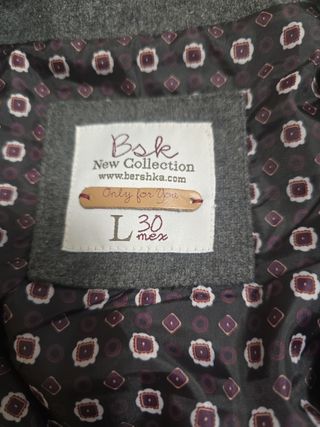 Bsk
New Collection
www.bershka.com
Only for You
L 30
mex